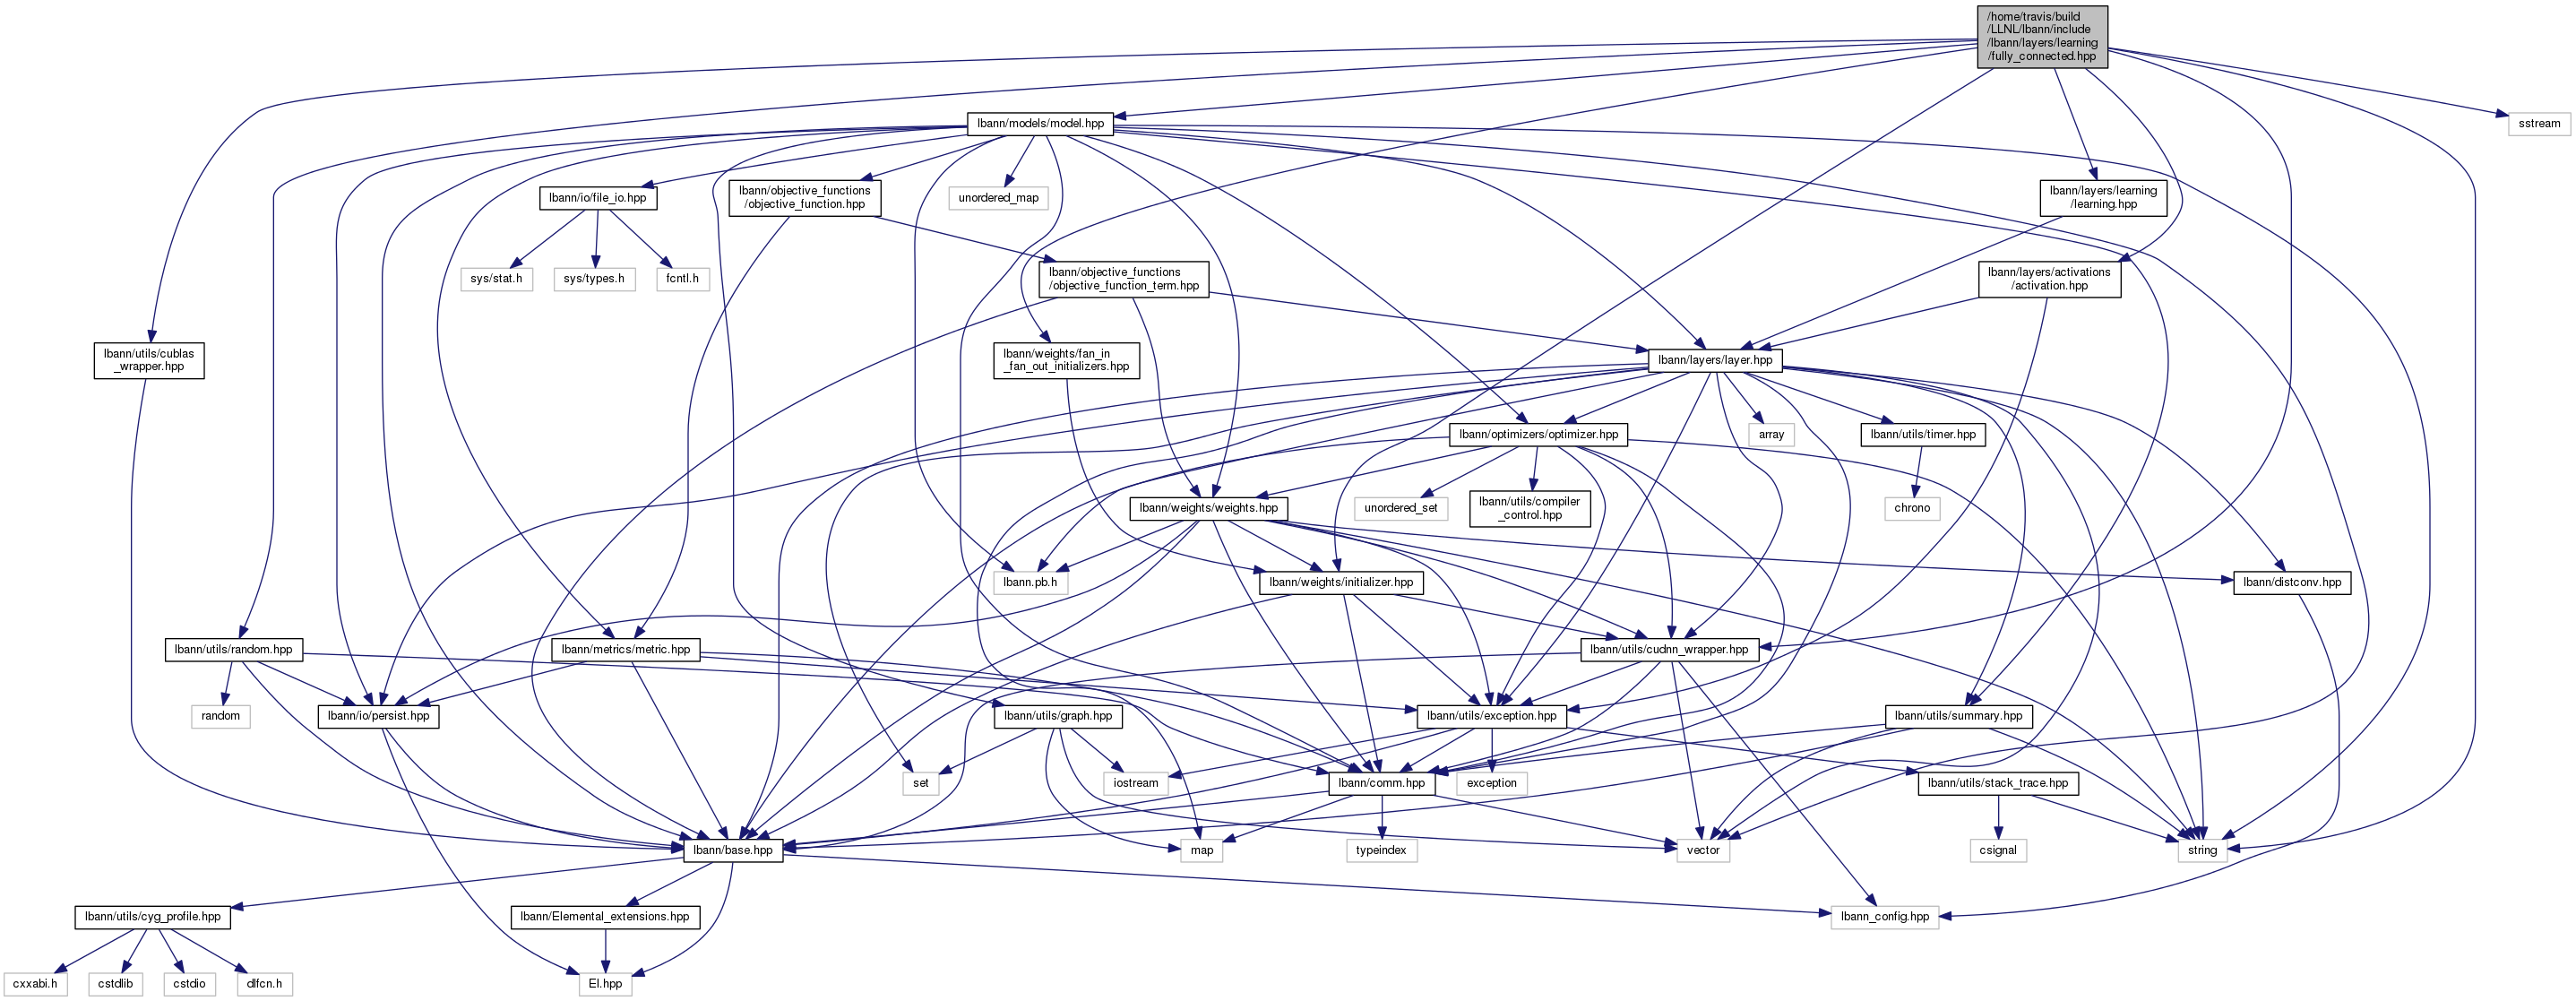 /home/travis/build
/LLNL/lbann/include
/lbann/layers/learning
/fully_connected.hpp
lbann/models/model.hpp
sstream
lbann/io/file_io.hpp
lbann/objective_functions
/objective_function.hpp
unordered_map
lbann/layers/learning
/learning.hpp
sys/stat.h
sys/types.h
fcntl.h
lbann/objective_functions
/objective_function_term.hpp
lbann/layers/activations
/activation.hpp
lbann/utils/cublas
_wrapper.hpp
lbann/weights/fan_in
_fan_out_initializers.hpp
lbann/layers/layer.hpp
lbann/optimizers/optimizer.hpp
array
lbann/utils/timer.hpp
lbann/weights/weights.hpp
unordered_set
lbann/utils/compiler
_control.hpp
chrono
lbann.pb.h
lbann/weights/initializer.hpp
lbann/distconv.hpp
lbann/utils/random.hpp
lbann/metrics/metric.hpp
lbann/utils/cudnn_wrapper.hpp
random
lbann/io/persist.hpp
lbann/utils/graph.hpp
lbann/utils/exception.hpp
lbann/utils/summary.hpp
set
iostream
lbann/comm.hpp
exception
lbann/utils/stack_trace.hpp
lbann/base.hpp
map
typeindex
vector
csignal
string
lbann/utils/cyg_profile.hpp
lbann/Elemental_extensions.hpp
lbann_config.hpp
cxxabi.h
cstdlib
cstdio
dlfcn.h
El.hpp